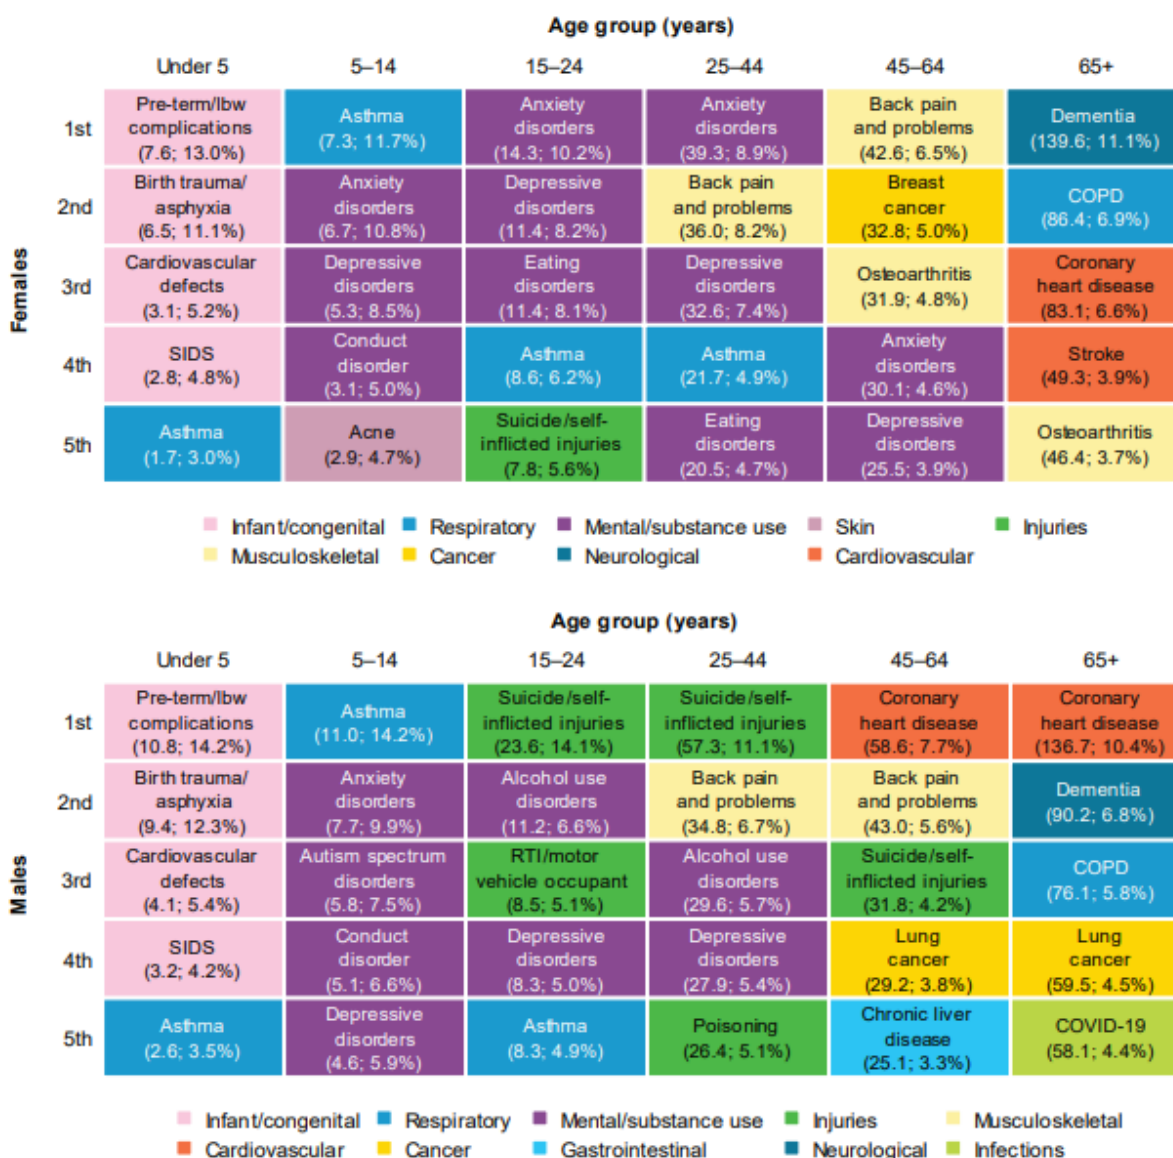 Age group (years)
Under 5 5–14 15–24 25–44 45–64 65+
Females
1st
Pre-term/lbw
complications
(7.6; 13.0%)
Asthma
(7.3; 11.7%)
Anxiety
disorders
(14.3; 10.2%)
Anxiety
disorders
(39.3; 8.9%)
Back pain
and problems
(42.6; 6.5%)
Dementia
(139.6; 11.1%)
2nd
Birth trauma/
asphyxia
(6.5; 11.1%)
Anxiety
disorders
(6.7; 10.8%)
Depressive
disorders
(11.4; 8.2%)
Back pain
and problems
(36.0; 8.2%)
Breast
cancer
(32.8; 5.0%)
COPD
(86.4; 6.9%)
3rd
Cardiovascular
defects
(3.1; 5.2%)
Depressive
disorders
(5.3; 8.5%)
Eating
disorders
(11.4; 8.1%)
Depressive
disorders
(32.6; 7.4%)
Osteoarthritis
(31.9; 4.8%)
Coronary
heart disease
(83.1; 6.6%)
4th
SIDS
(2.8; 4.8%)
Conduct
disorder
(3.1; 5.0%)
Asthma
(8.6; 6.2%)
Asthma
(21.7; 4.9%)
Anxiety
disorders
(30.1; 4.6%)
Stroke
(49.3; 3.9%)
5th
Asthma
(1.7; 3.0%)
Acne
(2.9; 4.7%)
Suicide/self-
inflicted injuries
(7.8; 5.6%)
Eating
disorders
(20.5; 4.7%)
Depressive
disorders
(25.5; 3.9%)
Osteoarthritis
(46.4; 3.7%)
Infant/congenital Respiratory Mental/substance use Skin Injuries
Musculoskeletal Cancer Neurological Cardiovascular
Age group (years)
Under 5 5–14 15–24 25–44 45–64 65+
Males
1st
Pre-term/lbw
complications
(10.8; 14.2%)
Asthma
(11.0; 14.2%)
Suicide/self-
inflicted injuries
(23.6; 14.1%)
Suicide/self-
inflicted injuries
(57.3; 11.1%)
Coronary
heart disease
(58.6; 7.7%)
Coronary
heart disease
(136.7; 10.4%)
2nd
Birth trauma/
asphyxia
(9.4; 12.3%)
Anxiety
disorders
(7.7; 9.9%)
Alcohol use
disorders
(11.2; 6.6%)
Back pain
and problems
(34.8; 6.7%)
Back pain
and problems
(43.0; 5.6%)
Dementia
(90.2; 6.8%)
3rd
Cardiovascular
defects
(4.1; 5.4%)
Autism spectrum
disorders
(5.8; 7.5%)
RTI/motor
vehicle occupant
(8.5; 5.1%)
Alcohol use
disorders
(29.6; 5.7%)
Suicide/self-
inflicted injuries
(31.8; 4.2%)
COPD
(76.1; 5.8%)
4th
SIDS
(3.2; 4.2%)
Conduct
disorder
(5.1; 6.6%)
Depressive
disorders
(8.3; 5.0%)
Depressive
disorders
(27.9; 5.4%)
Lung
cancer
(29.2; 3.8%)
Lung
cancer
(59.5; 4.5%)
5th
Asthma
(2.6; 3.5%)
Depressive
disorders
(4.6; 5.9%)
Asthma
(8.3; 4.9%)
Poisoning
(26.4; 5.1%)
Chronic liver
disease
(25.1; 3.3%)
COVID-19
(58.1; 4.4%)
Infant/congenital Respiratory Mental/substance use Injuries Musculoskeletal
Cardiovascular Cancer Gastrointestinal Neurological Infections